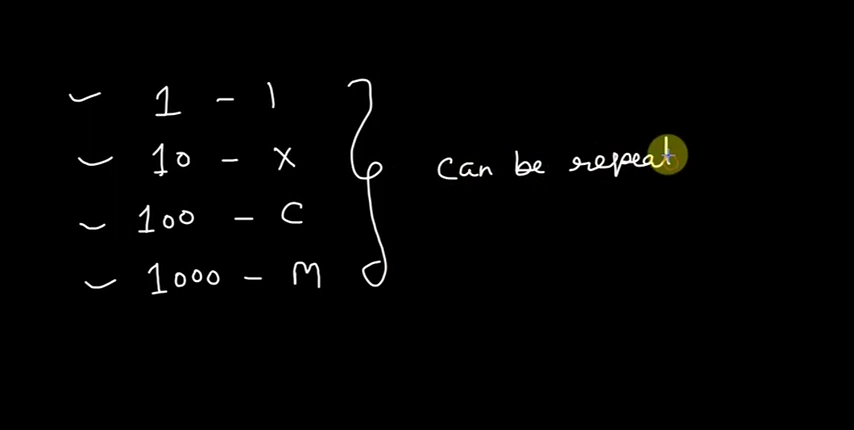 1 - I
10 - X
100 - C
1000 - M
can be repeat